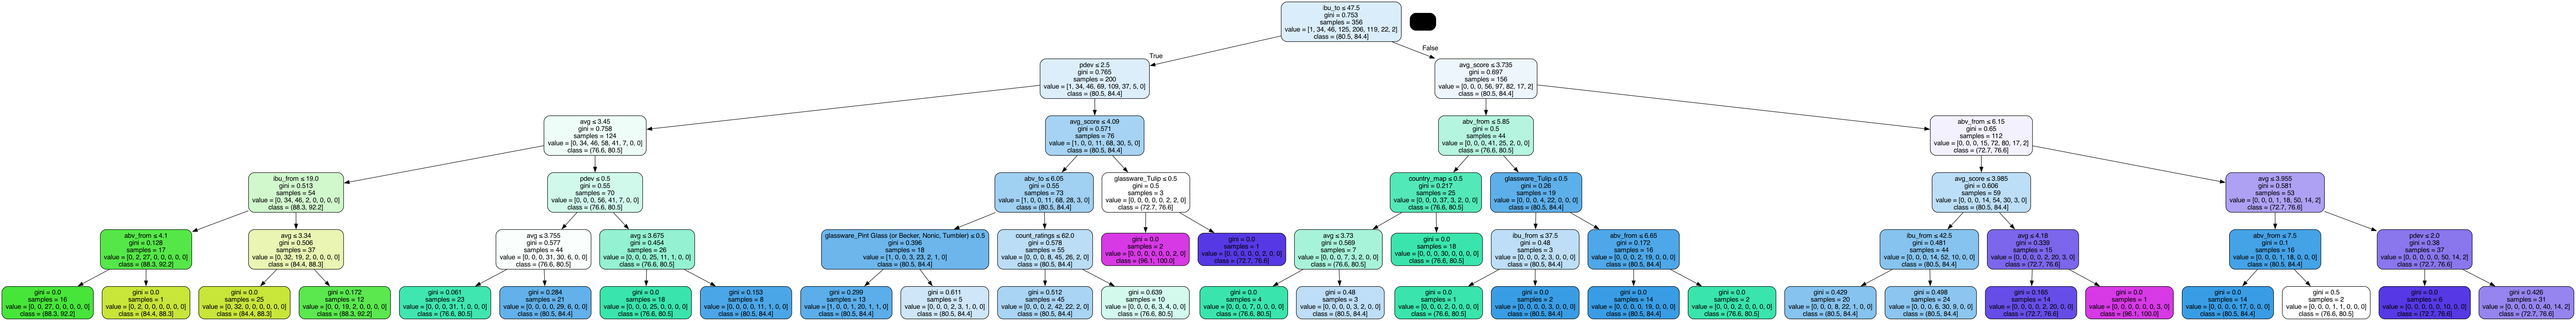 ibu_to ≤ 47.5
gini = 0.753
samples = 356
value = [1, 34, 46, 125, 206, 119, 22, 2]
class = (80.5, 84.4]
True
False
pdev ≤ 2.5
gini = 0.765
samples = 200
value = [1, 34, 46, 69, 109, 37, 5, 0]
class = (80.5, 84.4]
avg_score ≤ 3.735
gini = 0.697
samples = 156
value = [0, 0, 0, 56, 97, 82, 17, 2]
class = (80.5, 84.4]
avg ≤ 3.45
gini = 0.758
samples = 124
value = [0, 34, 46, 58, 41, 7, 0, 0]
class = (76.6, 80.5]
avg_score ≤ 4.09
gini = 0.571
samples = 76
value = [1, 0, 0, 11, 68, 30, 5, 0]
class = (80.5, 84.4]
abv_from ≤ 5.85
gini = 0.5
samples = 44
value = [0, 0, 0, 41, 25, 2, 0, 0]
class = (76.6, 80.5]
abv_from ≤ 6.15
gini = 0.65
samples = 112
value = [0, 0, 0, 15, 72, 80, 17, 2]
class = (72.7, 76.6]
ibu_from ≤ 19.0
gini = 0.513
samples = 54
value = [0, 34, 46, 2, 0, 0, 0, 0]
class = (88.3, 92.2]
pdev ≤ 0.5
gini = 0.55
samples = 70
value = [0, 0, 0, 56, 41, 7, 0, 0]
class = (76.6, 80.5]
abv_to ≤ 6.05
gini = 0.55
samples = 73
value = [1, 0, 0, 11, 68, 28, 3, 0]
class = (80.5, 84.4]
glassware_Tulip ≤ 0.5
gini = 0.5
samples = 3
value = [0, 0, 0, 0, 0, 2, 2, 0]
class = (72.7, 76.6]
country_map ≤ 0.5
gini = 0.217
samples = 25
value = [0, 0, 0, 37, 3, 2, 0, 0]
class = (76.6, 80.5]
glassware_Tulip ≤ 0.5
gini = 0.26
samples = 19
value = [0, 0, 0, 4, 22, 0, 0, 0]
class = (80.5, 84.4]
avg_score ≤ 3.985
gini = 0.606
samples = 59
value = [0, 0, 0, 14, 54, 30, 3, 0]
class = (80.5, 84.4]
avg ≤ 3.955
gini = 0.581
samples = 53
value = [0, 0, 0, 1, 18, 50, 14, 2]
class = (72.7, 76.6]
abv_from ≤ 4.1
gini = 0.128
samples = 17
value = [0, 2, 27, 0, 0, 0, 0, 0]
class = (88.3, 92.2]
avg ≤ 3.34
gini = 0.506
samples = 37
value = [0, 32, 19, 2, 0, 0, 0, 0]
class = (84.4, 88.3]
avg ≤ 3.755
gini = 0.577
samples = 44
value = [0, 0, 0, 31, 30, 6, 0, 0]
class = (76.6, 80.5]
avg ≤ 3.675
gini = 0.454
samples = 26
value = [0, 0, 0, 25, 11, 1, 0, 0]
class = (76.6, 80.5]
glassware_Pint Glass (or Becker, Nonic, Tumbler) ≤ 0.5
gini = 0.396
samples = 18
value = [1, 0, 0, 3, 23, 2, 1, 0]
class = (80.5, 84.4]
count_ratings ≤ 62.0
gini = 0.578
samples = 55
value = [0, 0, 0, 8, 45, 26, 2, 0]
class = (80.5, 84.4]
gini = 0.0
samples = 2
value = [0, 0, 0, 0, 0, 0, 2, 0]
class = (96.1, 100.0]
gini = 0.0
samples = 1
value = [0, 0, 0, 0, 0, 2, 0, 0]
class = (72.7, 76.6]
avg ≤ 3.73
gini = 0.569
samples = 7
value = [0, 0, 0, 7, 3, 2, 0, 0]
class = (76.6, 80.5]
gini = 0.0
samples = 18
value = [0, 0, 0, 30, 0, 0, 0, 0]
class = (76.6, 80.5]
ibu_from ≤ 37.5
gini = 0.48
samples = 3
value = [0, 0, 0, 2, 3, 0, 0, 0]
class = (80.5, 84.4]
abv_from ≤ 6.65
gini = 0.172
samples = 16
value = [0, 0, 0, 2, 19, 0, 0, 0]
class = (80.5, 84.4]
ibu_from ≤ 42.5
gini = 0.481
samples = 44
value = [0, 0, 0, 14, 52, 10, 0, 0]
class = (80.5, 84.4]
avg ≤ 4.18
gini = 0.339
samples = 15
value = [0, 0, 0, 0, 2, 20, 3, 0]
class = (72.7, 76.6]
abv_from ≤ 7.5
gini = 0.1
samples = 16
value = [0, 0, 0, 1, 18, 0, 0, 0]
class = (80.5, 84.4]
pdev ≤ 2.0
gini = 0.38
samples = 37
value = [0, 0, 0, 0, 0, 50, 14, 2]
class = (72.7, 76.6]
gini = 0.0
samples = 16
value = [0, 0, 27, 0, 0, 0, 0, 0]
class = (88.3, 92.2]
gini = 0.0
samples = 1
value = [0, 2, 0, 0, 0, 0, 0, 0]
class = (84.4, 88.3]
gini = 0.0
samples = 25
value = [0, 32, 0, 0, 0, 0, 0, 0]
class = (84.4, 88.3]
gini = 0.172
samples = 12
value = [0, 0, 19, 2, 0, 0, 0, 0]
class = (88.3, 92.2]
gini = 0.061
samples = 23
value = [0, 0, 0, 31, 1, 0, 0, 0]
class = (76.6, 80.5]
gini = 0.284
samples = 21
value = [0, 0, 0, 0, 29, 6, 0, 0]
class = (80.5, 84.4]
gini = 0.0
samples = 18
value = [0, 0, 0, 25, 0, 0, 0, 0]
class = (76.6, 80.5]
gini = 0.153
samples = 8
value = [0, 0, 0, 0, 11, 1, 0, 0]
class = (80.5, 84.4]
gini = 0.299
samples = 13
value = [1, 0, 0, 1, 20, 1, 1, 0]
class = (80.5, 84.4]
gini = 0.611
samples = 5
value = [0, 0, 0, 2, 3, 1, 0, 0]
class = (80.5, 84.4]
gini = 0.512
samples = 45
value = [0, 0, 0, 2, 42, 22, 2, 0]
class = (80.5, 84.4]
gini = 0.639
samples = 10
value = [0, 0, 0, 6, 3, 4, 0, 0]
class = (76.6, 80.5]
gini = 0.0
samples = 4
value = [0, 0, 0, 7, 0, 0, 0, 0]
class = (76.6, 80.5]
gini = 0.48
samples = 3
value = [0, 0, 0, 0, 3, 2, 0, 0]
class = (80.5, 84.4]
gini = 0.0
samples = 1
value = [0, 0, 0, 2, 0, 0, 0, 0]
class = (76.6, 80.5]
gini = 0.0
samples = 2
value = [0, 0, 0, 0, 3, 0, 0, 0]
class = (80.5, 84.4]
gini = 0.0
samples = 14
value = [0, 0, 0, 0, 19, 0, 0, 0]
class = (80.5, 84.4]
gini = 0.0
samples = 2
value = [0, 0, 0, 2, 0, 0, 0, 0]
class = (76.6, 80.5]
gini = 0.429
samples = 20
value = [0, 0, 0, 8, 22, 1, 0, 0]
class = (80.5, 84.4]
gini = 0.498
samples = 24
value = [0, 0, 0, 6, 30, 9, 0, 0]
class = (80.5, 84.4]
gini = 0.165
samples = 14
value = [0, 0, 0, 0, 2, 20, 0, 0]
class = (72.7, 76.6]
gini = 0.0
samples = 1
value = [0, 0, 0, 0, 0, 0, 3, 0]
class = (96.1, 100.0]
gini = 0.0
samples = 14
value = [0, 0, 0, 0, 17, 0, 0, 0]
class = (80.5, 84.4]
gini = 0.5
samples = 2
value = [0, 0, 0, 1, 1, 0, 0, 0]
class = (76.6, 80.5]
gini = 0.0
samples = 6
value = [0, 0, 0, 0, 0, 10, 0, 0]
class = (72.7, 76.6]
gini = 0.426
samples = 31
value = [0, 0, 0, 0, 0, 40, 14, 2]
class = (72.7, 76.6]